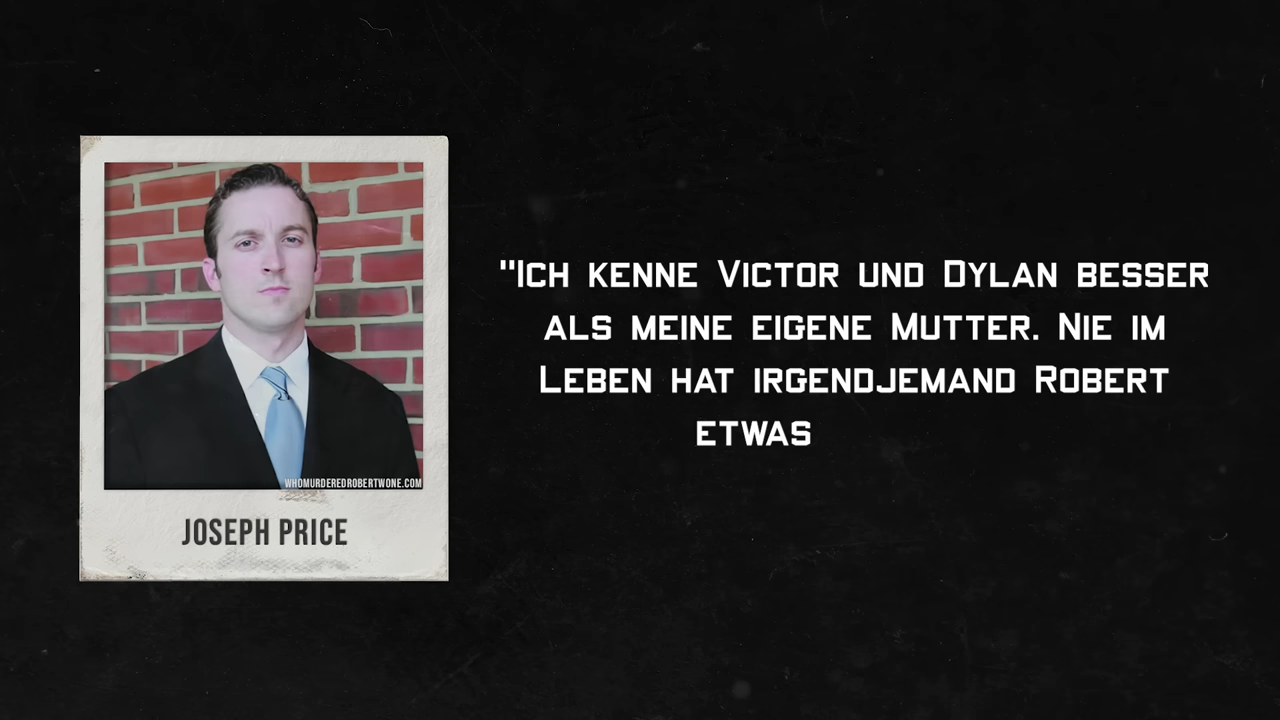 WHOMURDEREDROBERTWONE.COM
JOSEPH PRICE
"Ich kenne Victor und Dylan besser
als meine eigene Mutter. Nie im
Leben hat irgendjemand Robert
etwas